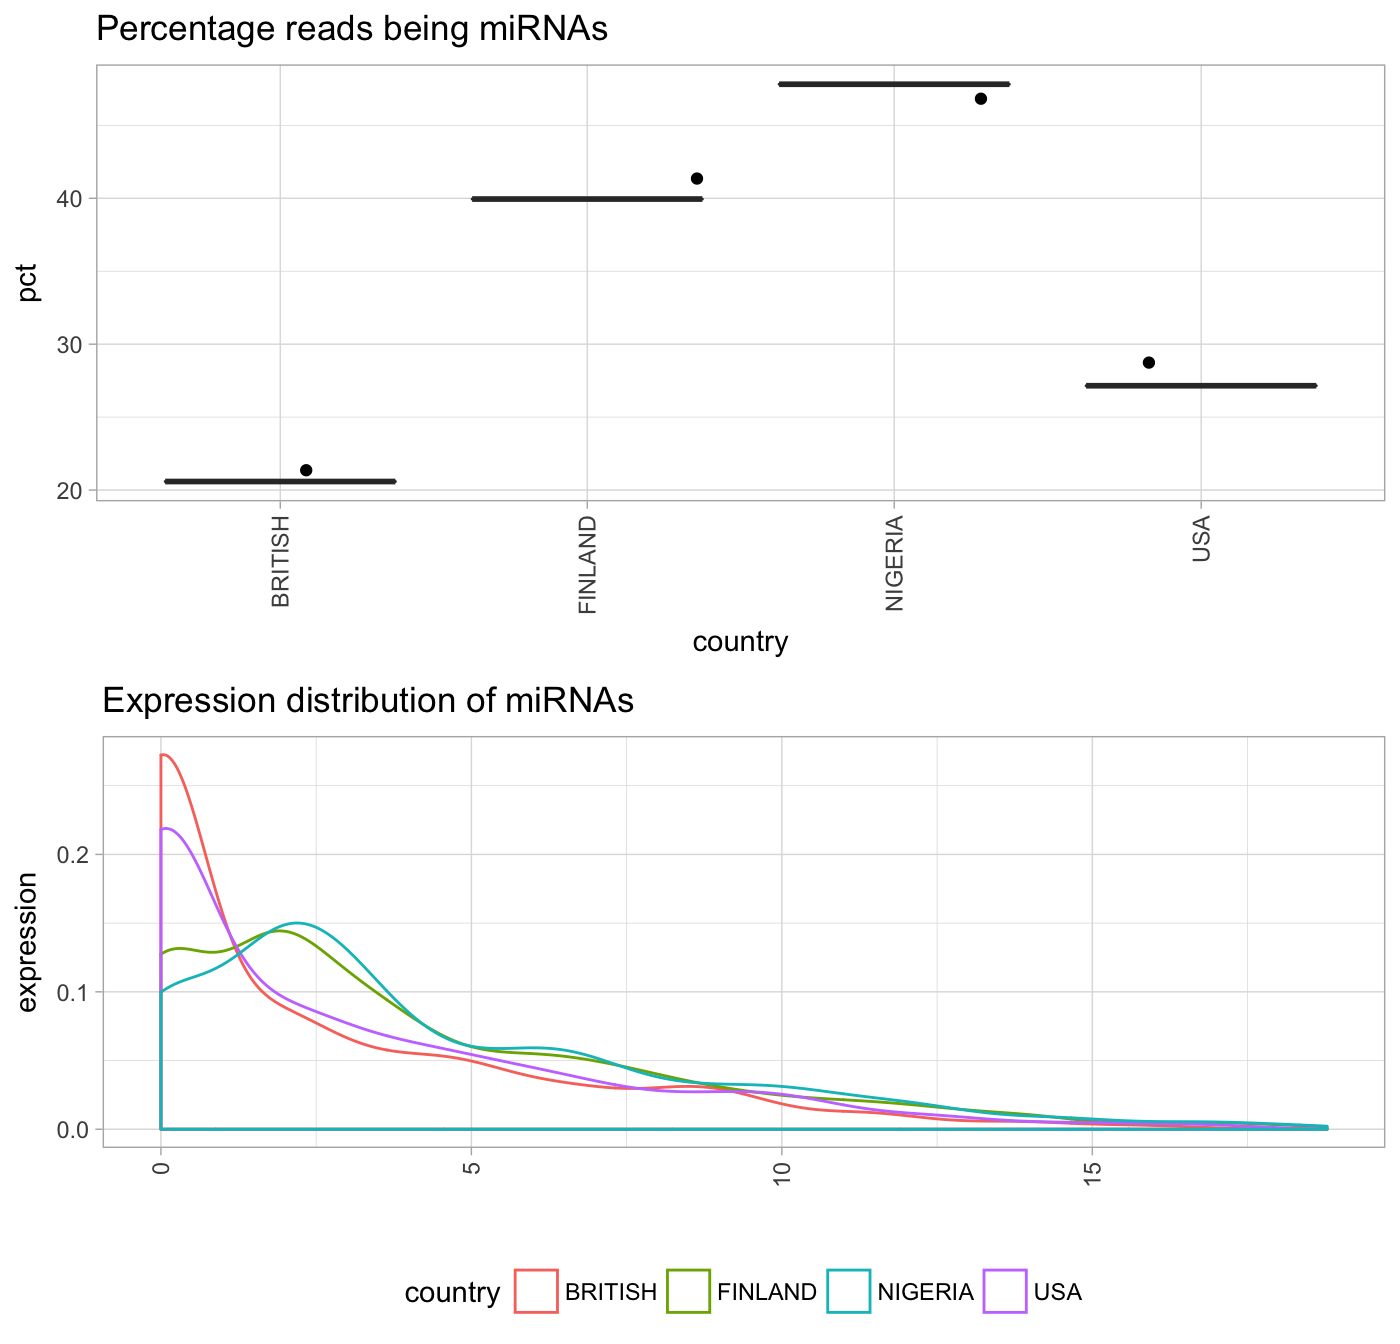 Percentage reads being miRNAs
40
30
20
pct
BRITISH
FINLAND
NIGERIA
USA
country
Expression distribution of miRNAs
0.2
0.1
0.0
expression
0
5
10
15
country BRITISH FINLAND NIGERIA USA